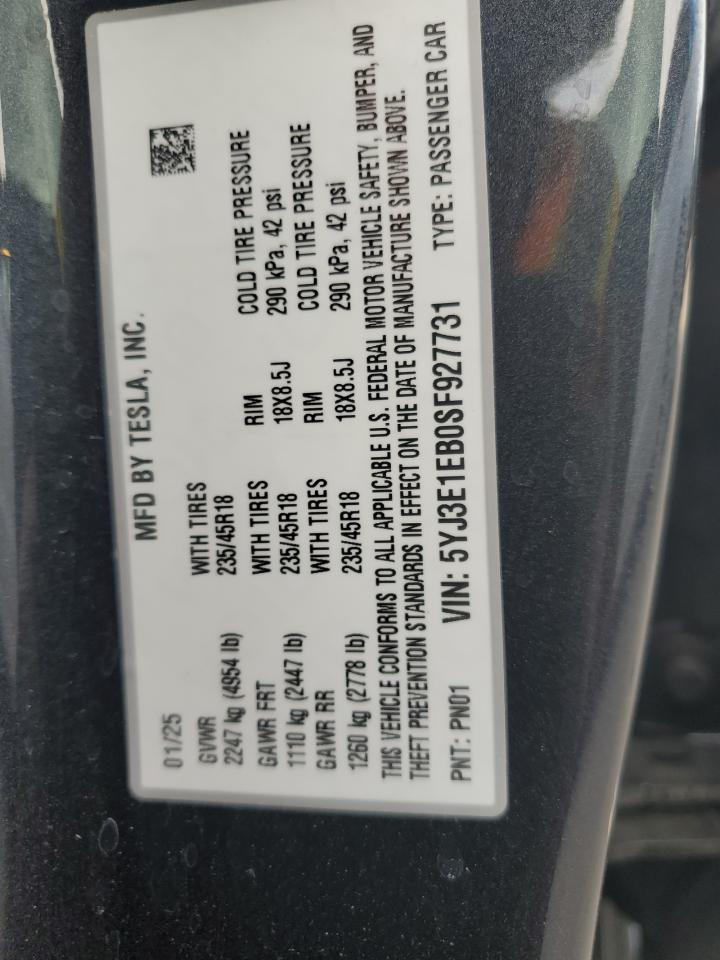 01/25 MFD BY TESLA, INC.
GVWR WITH TIRES RIM COLD TIRE PRESSURE
2247 kg (4954 lb) 235/45R18 18X8.5J 290 kPa, 42 psi
GAWR FRT WITH TIRES RIM COLD TIRE PRESSURE
1110 kg (2447 lb) 235/45R18 18X8.5J 290 kPa, 42 psi
GAWR RR WITH TIRES
1260 kg (2778 lb) 235/45R18
THIS VEHICLE CONFORMS TO ALL APPLICABLE U.S. FEDERAL MOTOR VEHICLE SAFETY, BUMPER, AND
THEFT PREVENTION STANDARDS IN EFFECT ON THE DATE OF MANUFACTURE SHOWN ABOVE.
PNT: PN01 VIN: 5YJ3E1EB0SF927731 TYPE: PASSENGER CAR